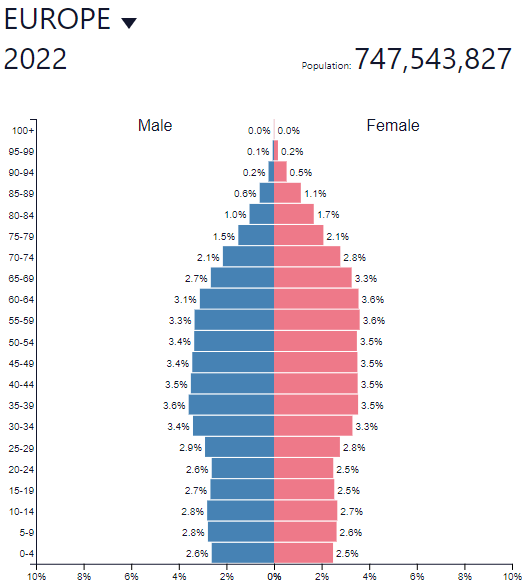 EUROPE
2022
Population: 747,543,827
Male Female
100+ 0.0% 0.0%
95-99 0.1% 0.2%
90-94 0.2% 0.5%
85-89 0.6% 1.1%
80-84 1.0% 1.7%
75-79 1.5% 2.1%
70-74 2.1% 2.8%
65-69 2.7% 3.3%
60-64 3.1% 3.6%
55-59 3.3% 3.6%
50-54 3.4% 3.5%
45-49 3.4% 3.5%
40-44 3.5% 3.5%
35-39 3.6% 3.5%
30-34 3.4% 3.3%
25-29 2.9% 2.8%
20-24 2.6% 2.5%
15-19 2.7% 2.5%
10-14 2.8% 2.7%
5-9 2.8% 2.6%
0-4 2.6% 2.5%
10% 8% 6% 4% 2% 0% 2% 4% 6% 8% 10%